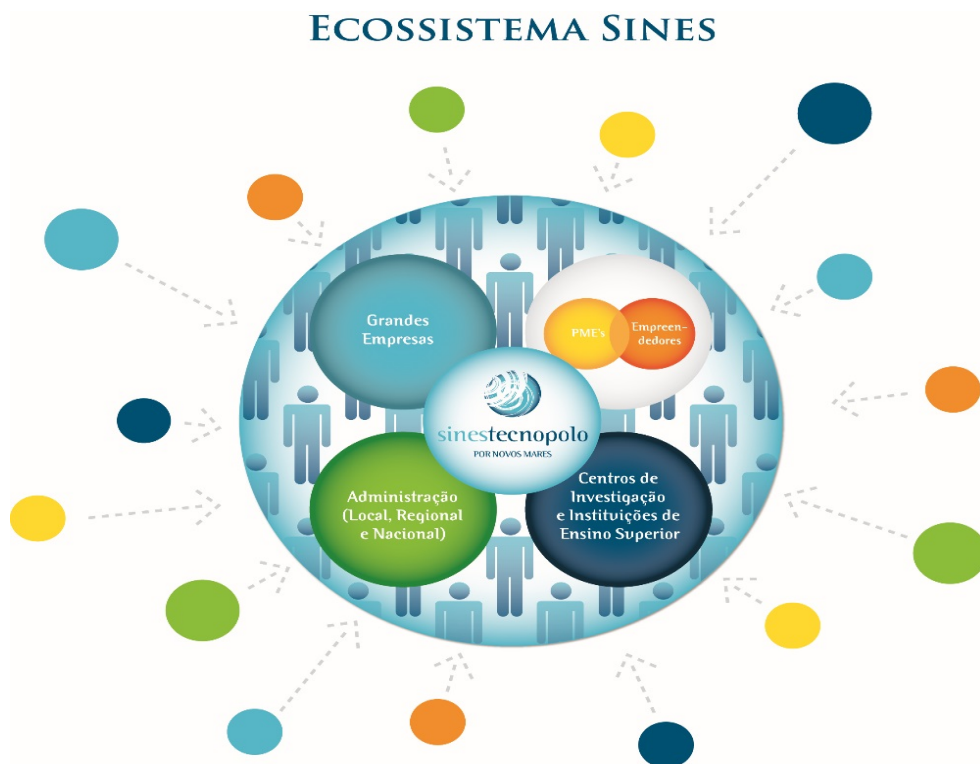 Ecossistema Sines
Grandes
Empresas
PME's
Empreen-
dedores
sinestecnopolo
POR NOVOS MARES
Administração
(Local, Regional
e Nacional)
Centros de
Investigação
e Instituições de
Ensino Superior